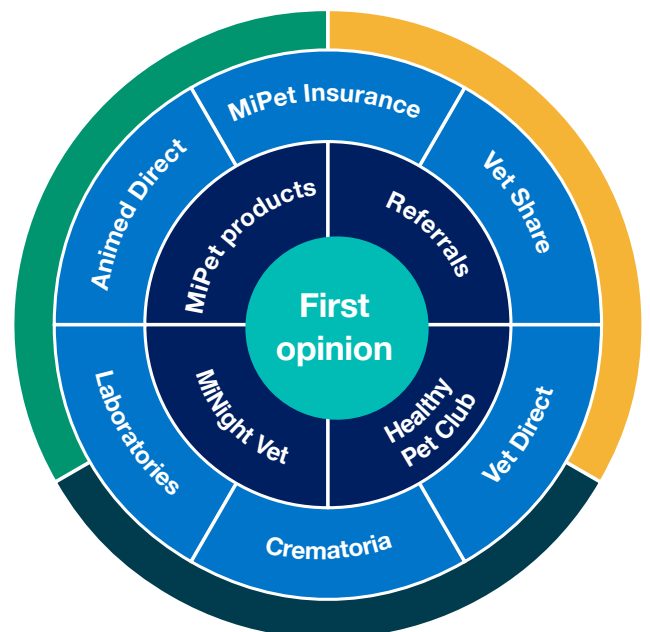 MiPet Insurance
Vet Share
Vet Direct
Crematoria
Laboratories
Animed Direct
MiPet products
Referrals
Healthy
Pet Club
MiNight Vet
First
opinion